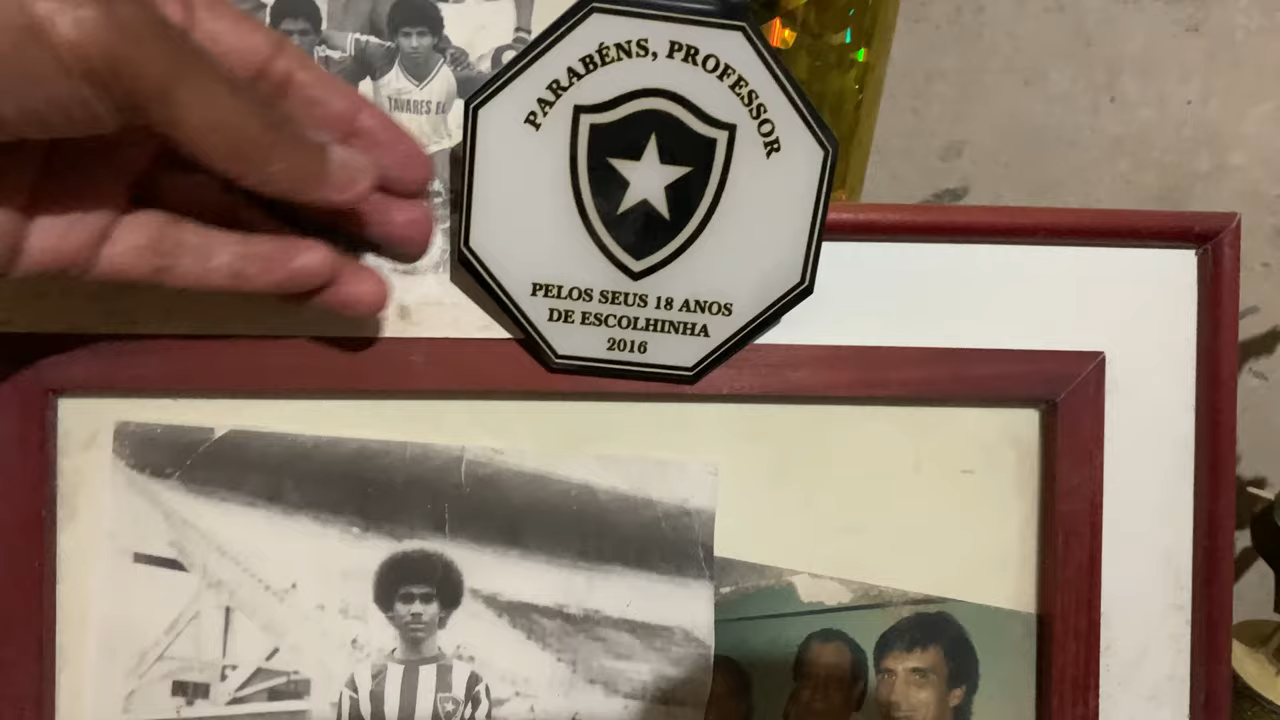 TAVARES E.C
PARABÉNS, PROFESSOR
PELOS SEUS 18 ANOS
DE ESCOLHINHA
2016